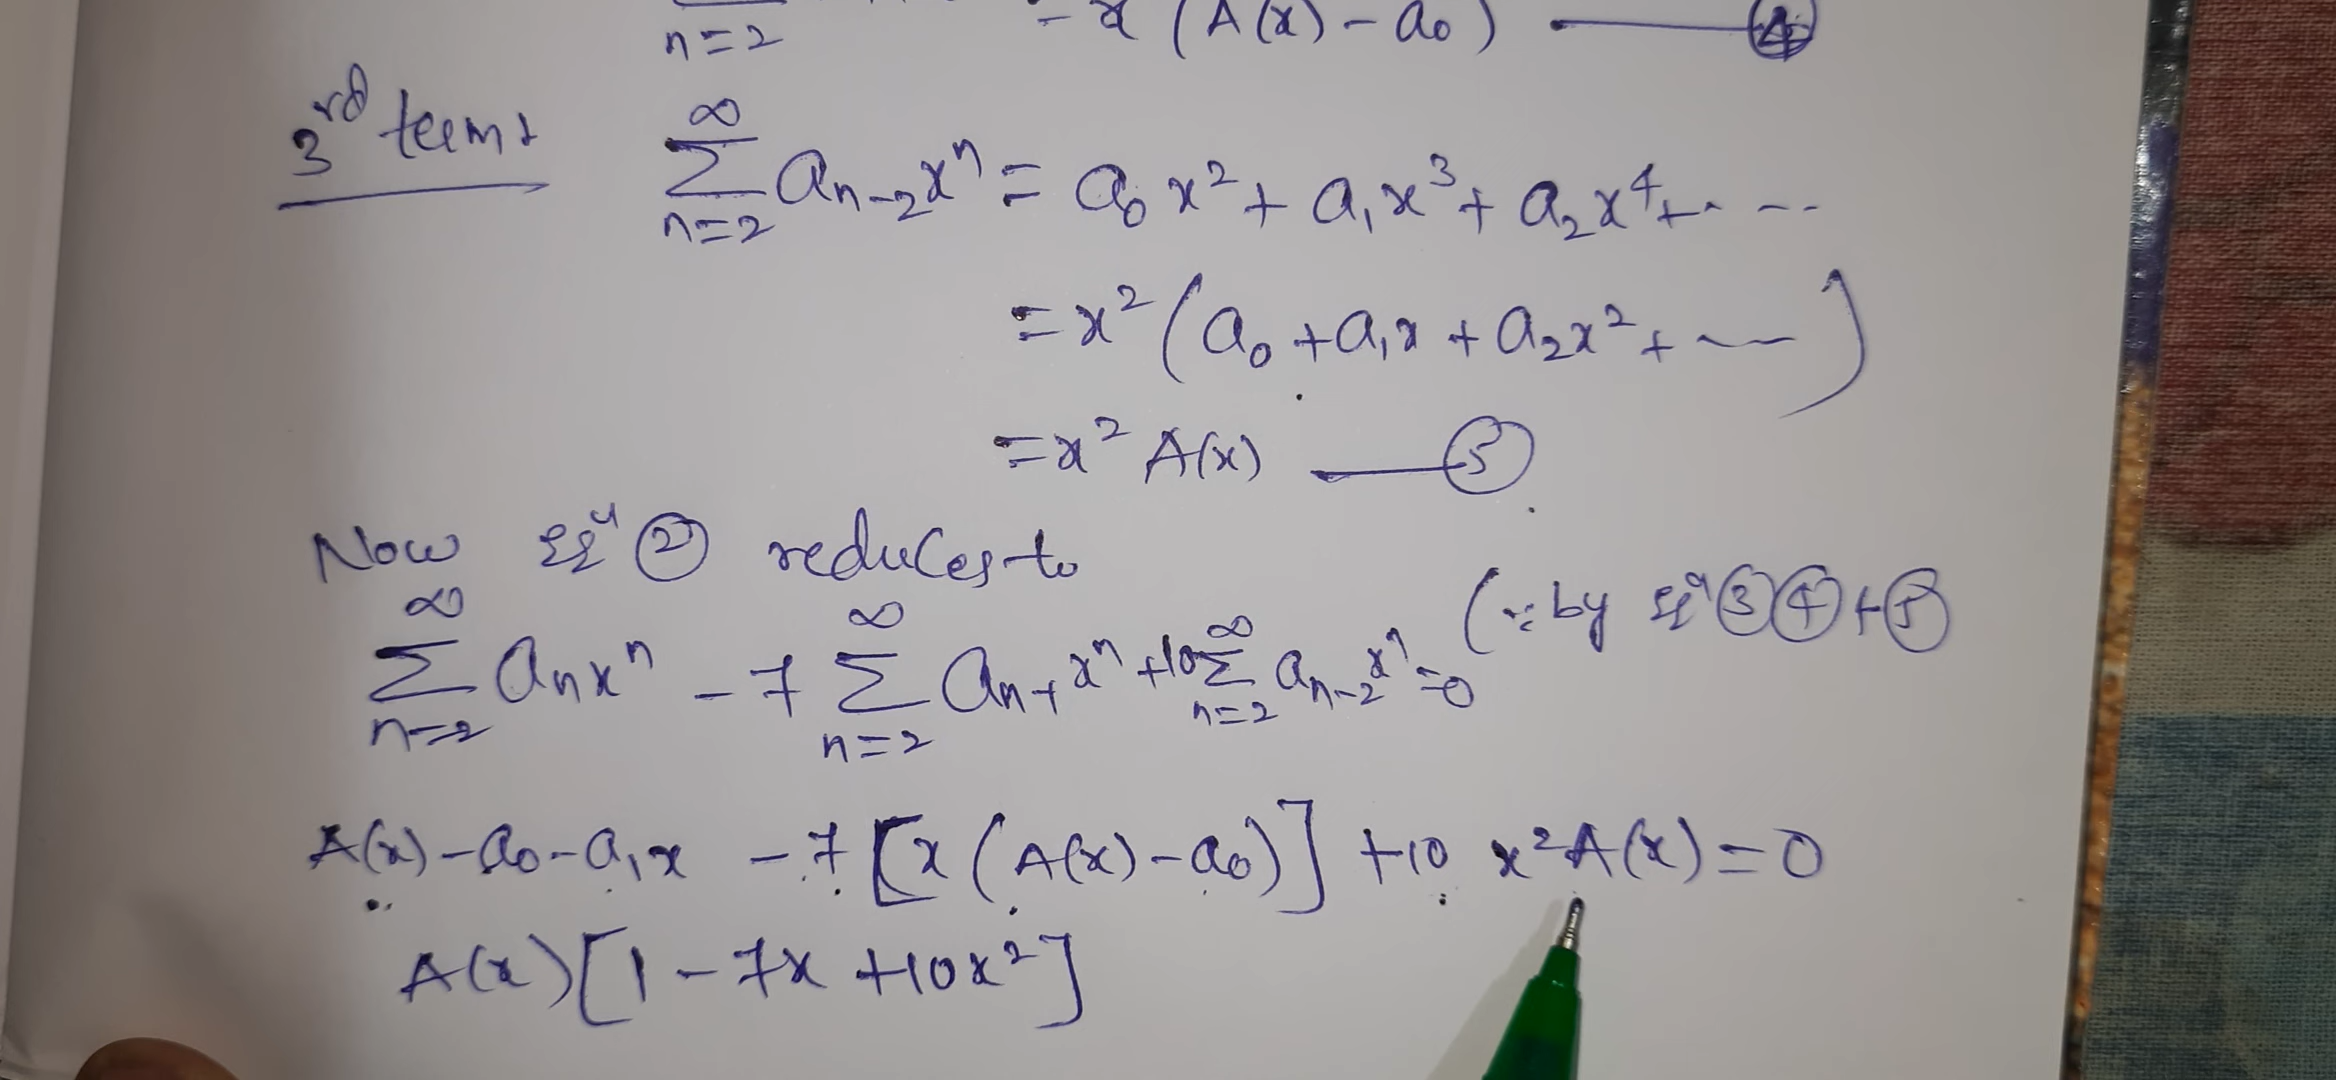 n=2 = x (A(x) - a₀) — ④
3rd term : ∞∑n=2 aₙ₋₂xⁿ = a₀x² + a₁x³ + a₂x⁴ + - - -
= x² (a₀ + a₁x + a₂x² + - - )
= x² A(x) — ⑤
Now Eqⁿ ② reduces to
∞∑n=2 aₙxⁿ - 7 ∞∑n=2 aₙ₋₁xⁿ + 10 ∞∑n=2 aₙ₋₂xⁿ = 0 (∵ by Eqⁿ ③ ④ + ⑤
A(x) - a₀ - a₁x - 7 [x (A(x) - a₀)] + 10 x²A(x) = 0
A(x) [1 - 7x + 10x²]